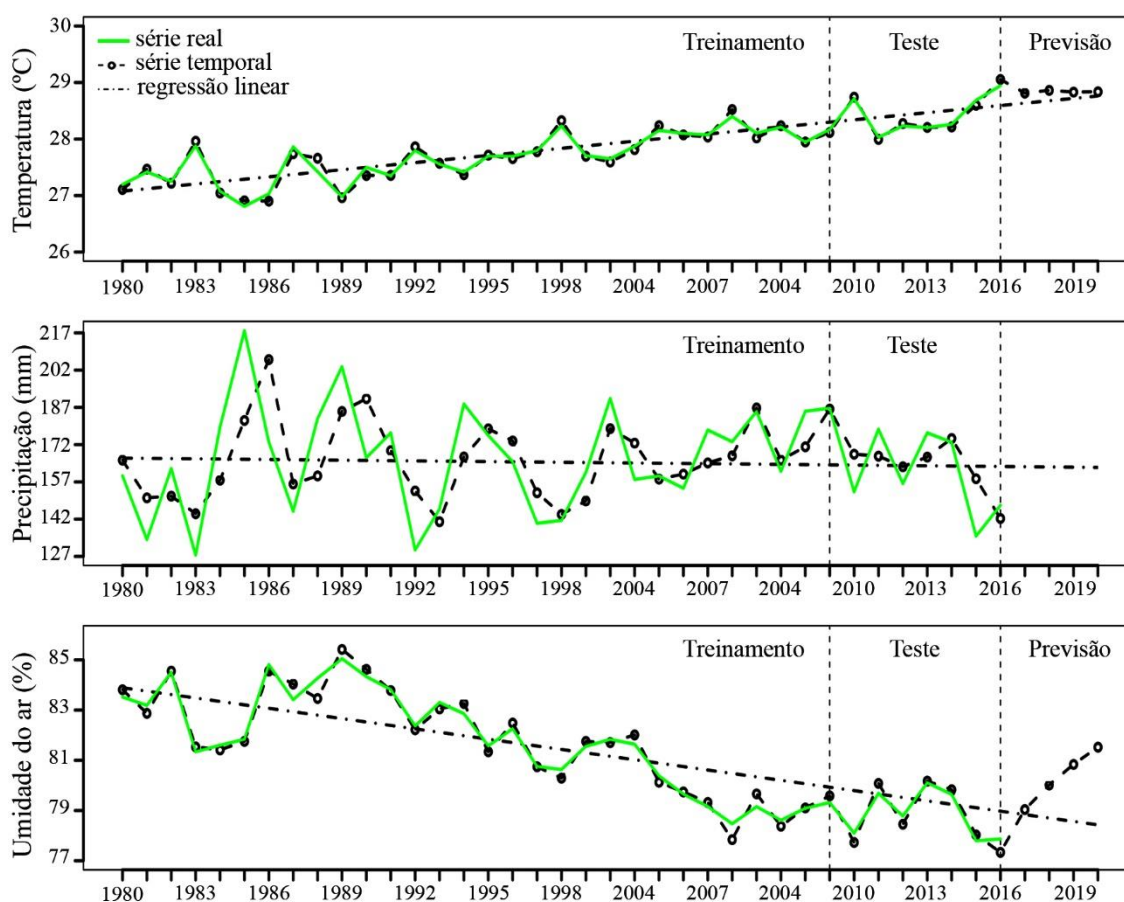 Temperatura (ºC)
30
29
28
27
26
série real
série temporal
regressão linear
Treinamento
Teste
Previsão
1980 1983 1986 1989 1992 1995 1998 2004 2007 2004 2010 2013 2016 2019
Precipitação (mm)
217
202
187
172
157
142
127
Treinamento
Teste
1980 1983 1986 1989 1992 1995 1998 2004 2007 2004 2010 2013 2016 2019
Umidade do ar (%)
85
83
81
79
77
Treinamento
Teste
Previsão
1980 1983 1986 1989 1992 1995 1998 2004 2007 2004 2010 2013 2016 2019